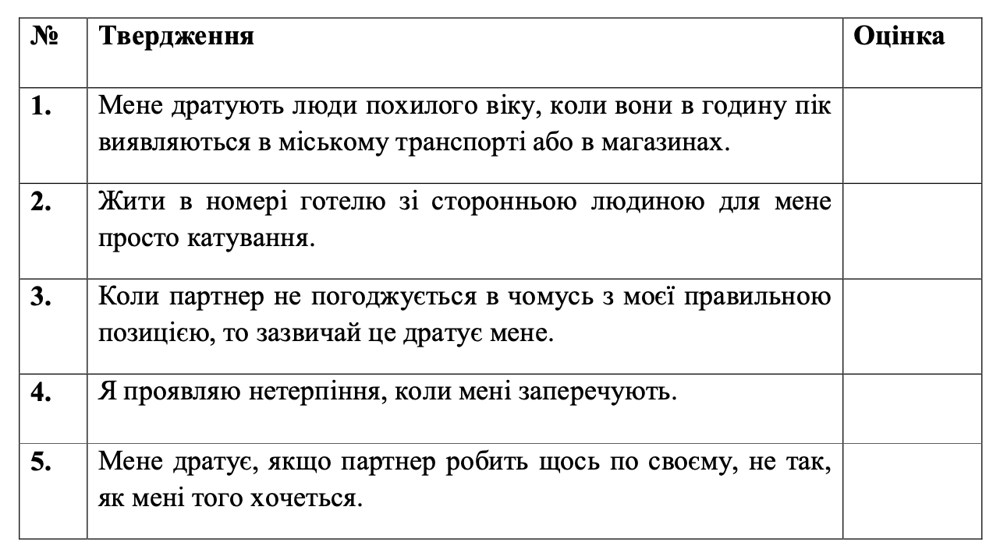 № Твердження Оцінка
1. Мене дратують люди похилого віку, коли вони в годину пік
виявляються в міському транспорті або в магазинах.
2. Жити в номері готелю зі сторонньою людиною для мене
просто катування.
3. Коли партнер не погоджується в чомусь з моєї правильною
позицією, то зазвичай це дратує мене.
4. Я проявляю нетерпіння, коли мені заперечують.
5. Мене дратує, якщо партнер робить щось по своєму, не так,
як мені того хочеться.